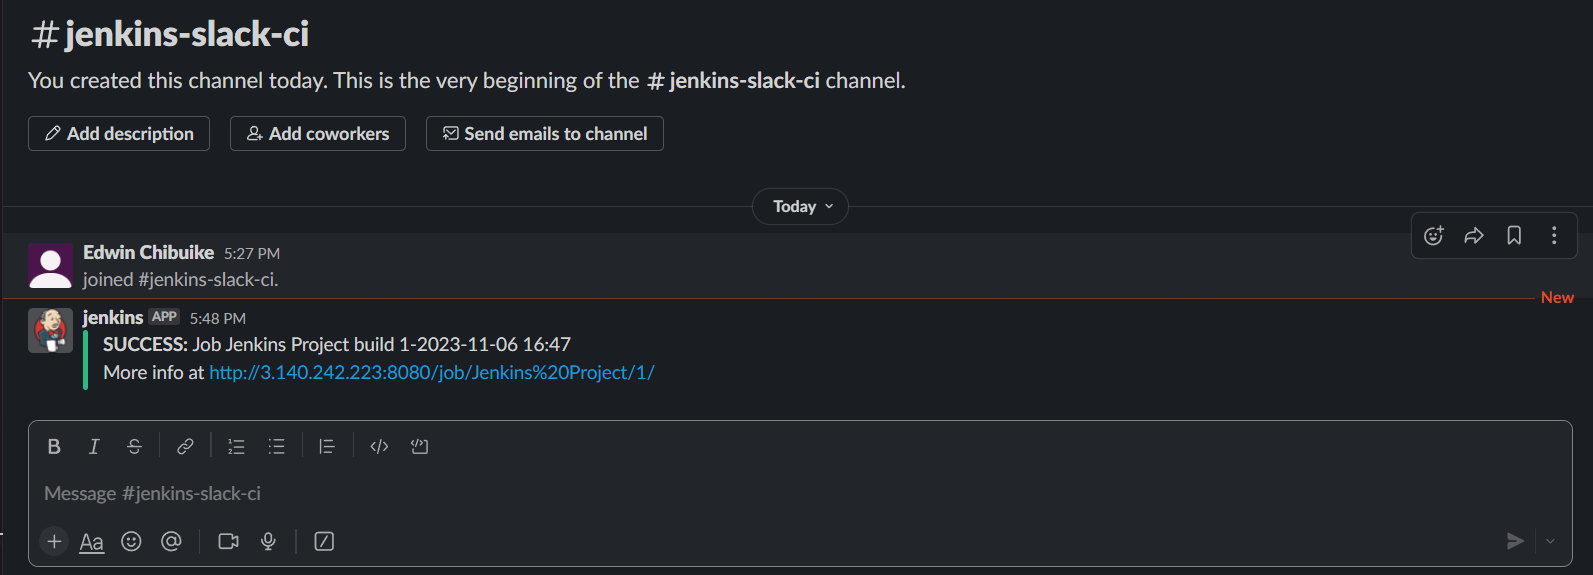 #jenkins-slack-ci
You created this channel today. This is the very beginning of the #jenkins-slack-ci channel.
Add description Add coworkers Send emails to channel
Today
Edwin Chibuike 5:27 PM
joined #jenkins-slack-ci.
New
jenkins APP 5:48 PM
SUCCESS: Job Jenkins Project build 1-2023-11-06 16:47
More info at http://3.140.242.223:8080/job/Jenkins%20Project/1/
B I S
Message #jenkins-slack-ci
Aa